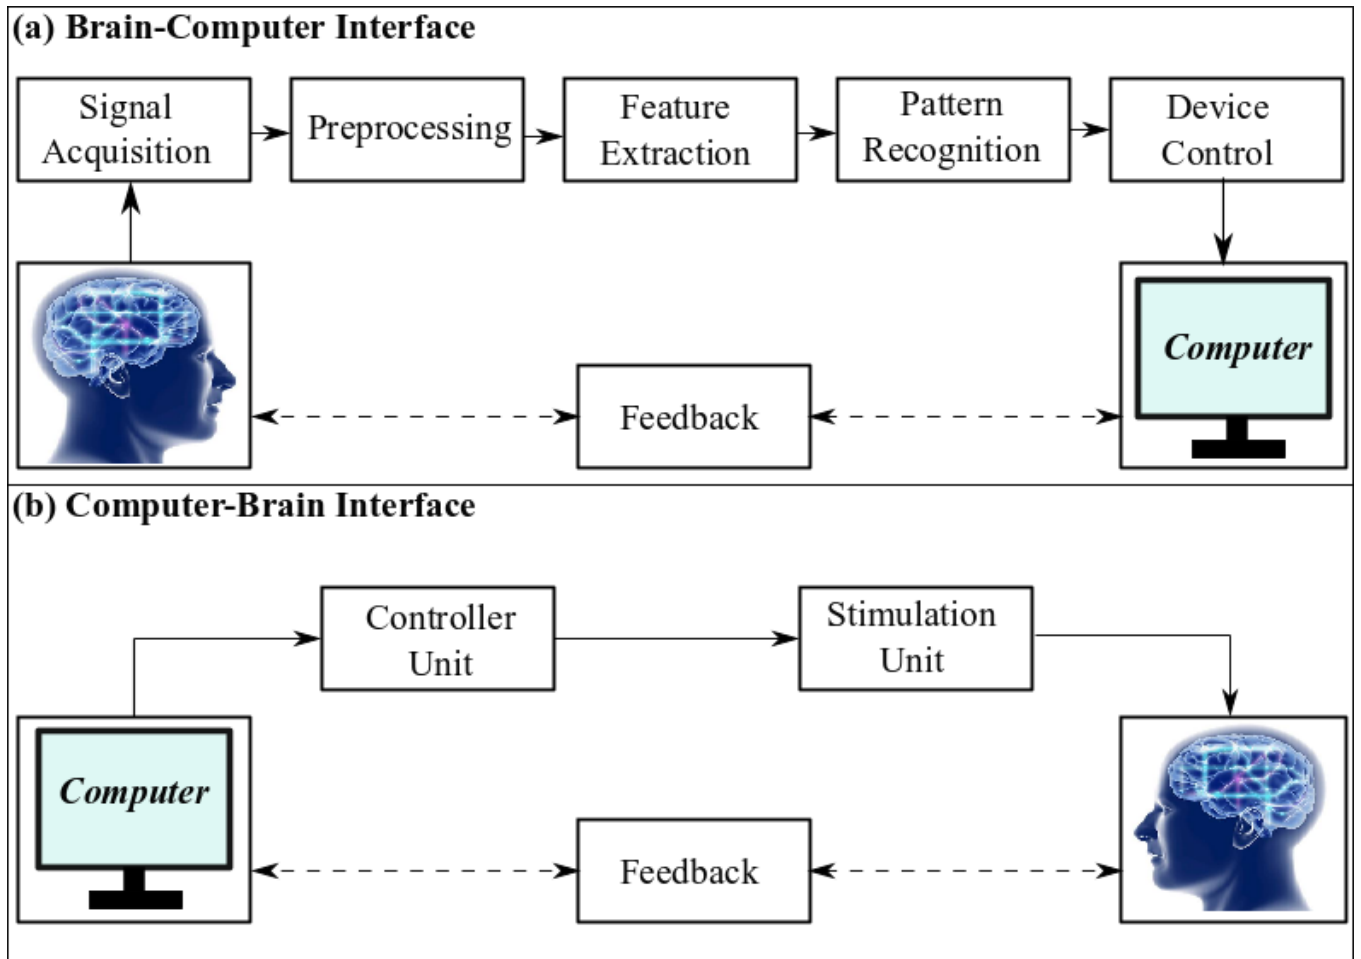 (a) Brain-Computer Interface
Signal
Acquisition
Preprocessing
Feature
Extraction
Pattern
Recognition
Device
Control
Computer
Feedback
(b) Computer-Brain Interface
Controller
Unit
Stimulation
Unit
Computer
Feedback